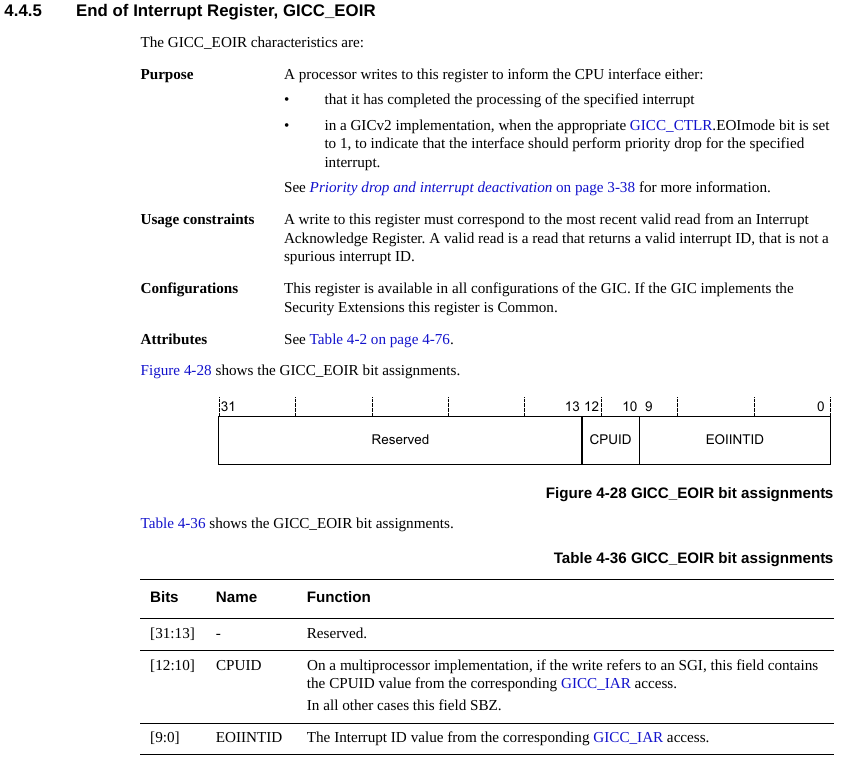 4.4.5 End of Interrupt Register, GICC_EOIR
The GICC_EOIR characteristics are:
Purpose A processor writes to this register to inform the CPU interface either:
• that it has completed the processing of the specified interrupt
• in a GICv2 implementation, when the appropriate GICC_CTLR.EOImode bit is set
to 1, to indicate that the interface should perform priority drop for the specified
interrupt.
See Priority drop and interrupt deactivation on page 3-38 for more information.
Usage constraints A write to this register must correspond to the most recent valid read from an Interrupt
Acknowledge Register. A valid read is a read that returns a valid interrupt ID, that is not a
spurious interrupt ID.
Configurations This register is available in all configurations of the GIC. If the GIC implements the
Security Extensions this register is Common.
Attributes See Table 4-2 on page 4-76.
Figure 4-28 shows the GICC_EOIR bit assignments.
31 13 12 10 9 0
Reserved CPUID EOIINTID
Figure 4-28 GICC_EOIR bit assignments
Table 4-36 shows the GICC_EOIR bit assignments.
Table 4-36 GICC_EOIR bit assignments
Bits Name Function
[31:13] - Reserved.
[12:10] CPUID On a multiprocessor implementation, if the write refers to an SGI, this field contains
the CPUID value from the corresponding GICC_IAR access.
In all other cases this field SBZ.
[9:0] EOIINTID The Interrupt ID value from the corresponding GICC_IAR access.